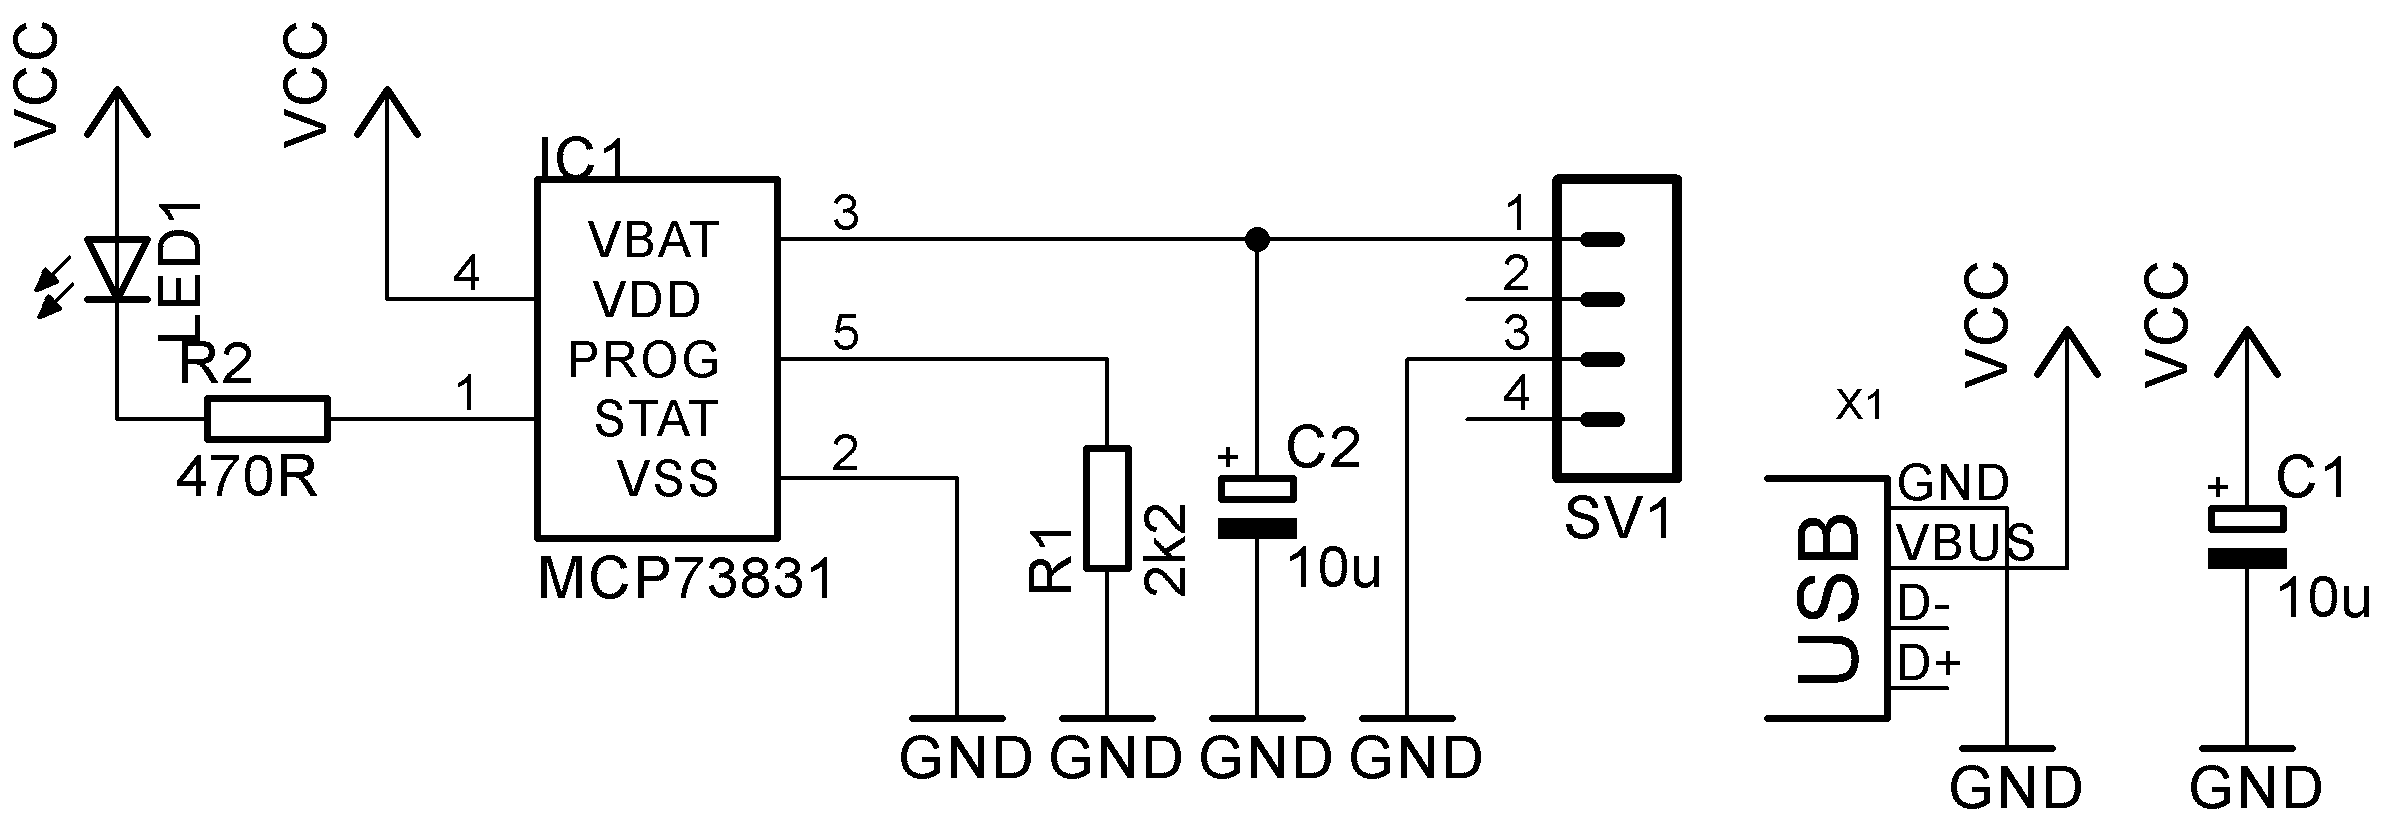 VCC
VCC
IC1
LED1
R2
470R
4
1
VBAT
VDD
PROG
STAT
VSS
MCP73831
3
5
2
R1
2k2
+
C2
10u
1
2
3
4
SV1
GND
GND
GND
GND
X1
USB
GND
VBUS
D-
D+
VCC
GND
VCC
+
C1
10u
GND